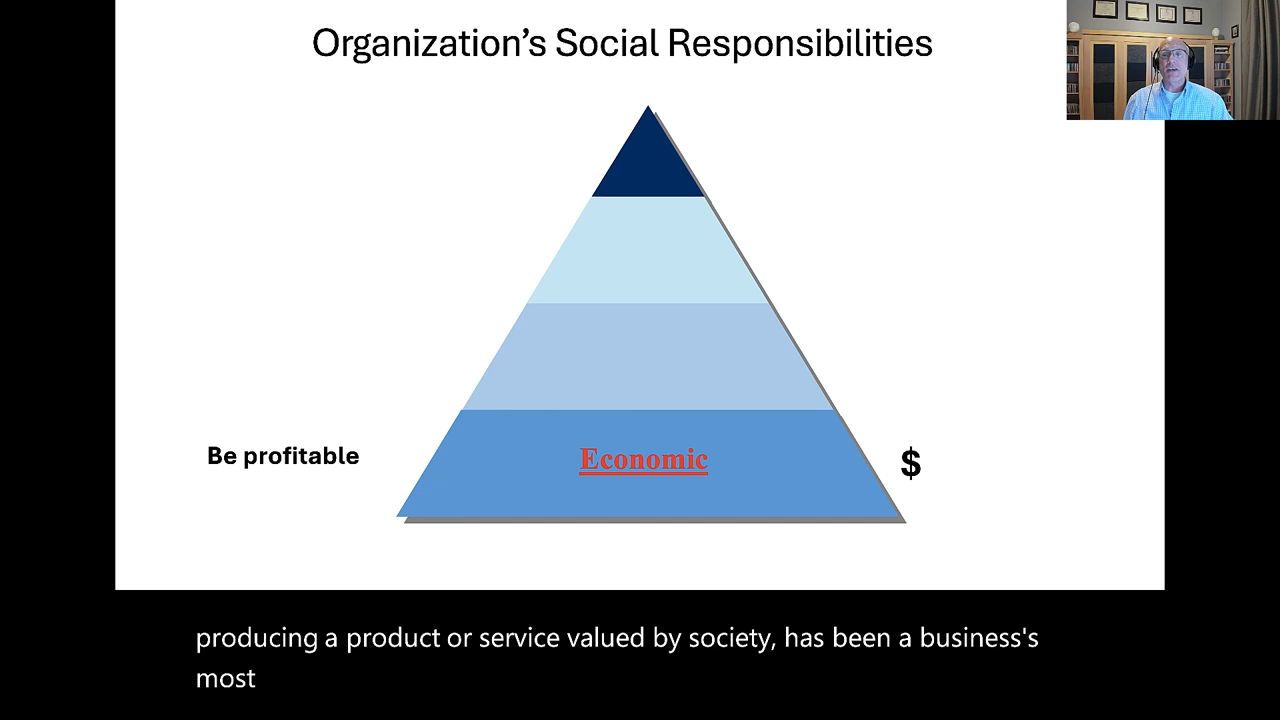 Organization’s Social Responsibilities
Be profitable
Economic
$
producing a product or service valued by society, has been a business's
most